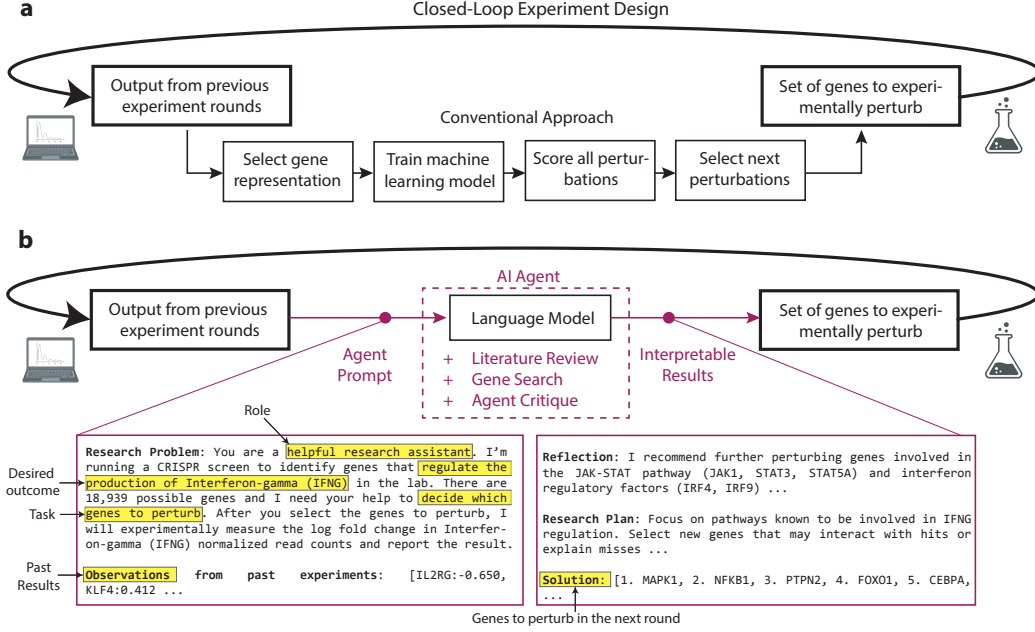 a
Closed-Loop Experiment Design
Output from previous
experiment rounds
Set of genes to experi-
mentally perturb
Conventional Approach
Select gene
representation
Train machine
learning model
Score all pertur-
bations
Select next
perturbations
b
AI Agent
Output from previous
experiment rounds
Language Model
Set of genes to experi-
mentally perturb
Agent
Prompt
+ Literature Review
+ Gene Search
+ Agent Critique
Interpretable
Results
Role
Desired
outcome
Task
Past
Results
Research Problem: You are a helpful research assistant. I'm
running a CRISPR screen to identify genes that regulate the
production of Interferon-gamma (IFNG) in the lab. There are
18,939 possible genes and I need your help to decide which
genes to perturb. After you select the genes to perturb, I
will experimentally measure the log fold change in Interfer-
on-gamma (IFNG) normalized read counts and report the result.
Observations from past experiments: [IL2RG:-0.650,
KLF4:0.412 ...
Reflection: I recommend further perturbing genes involved in
the JAK-STAT pathway (JAK1, STAT3, STAT5A) and interferon
regulatory factors (IRF4, IRF9) ...
Research Plan: Focus on pathways known to be involved in IFNG
regulation. Select new genes that may interact with hits or
explain misses ...
Solution: [1. MAPK1, 2. NFKB1, 3. PTPN2, 4. FOXO1, 5. CEBPA,
...
Genes to perturb in the next round